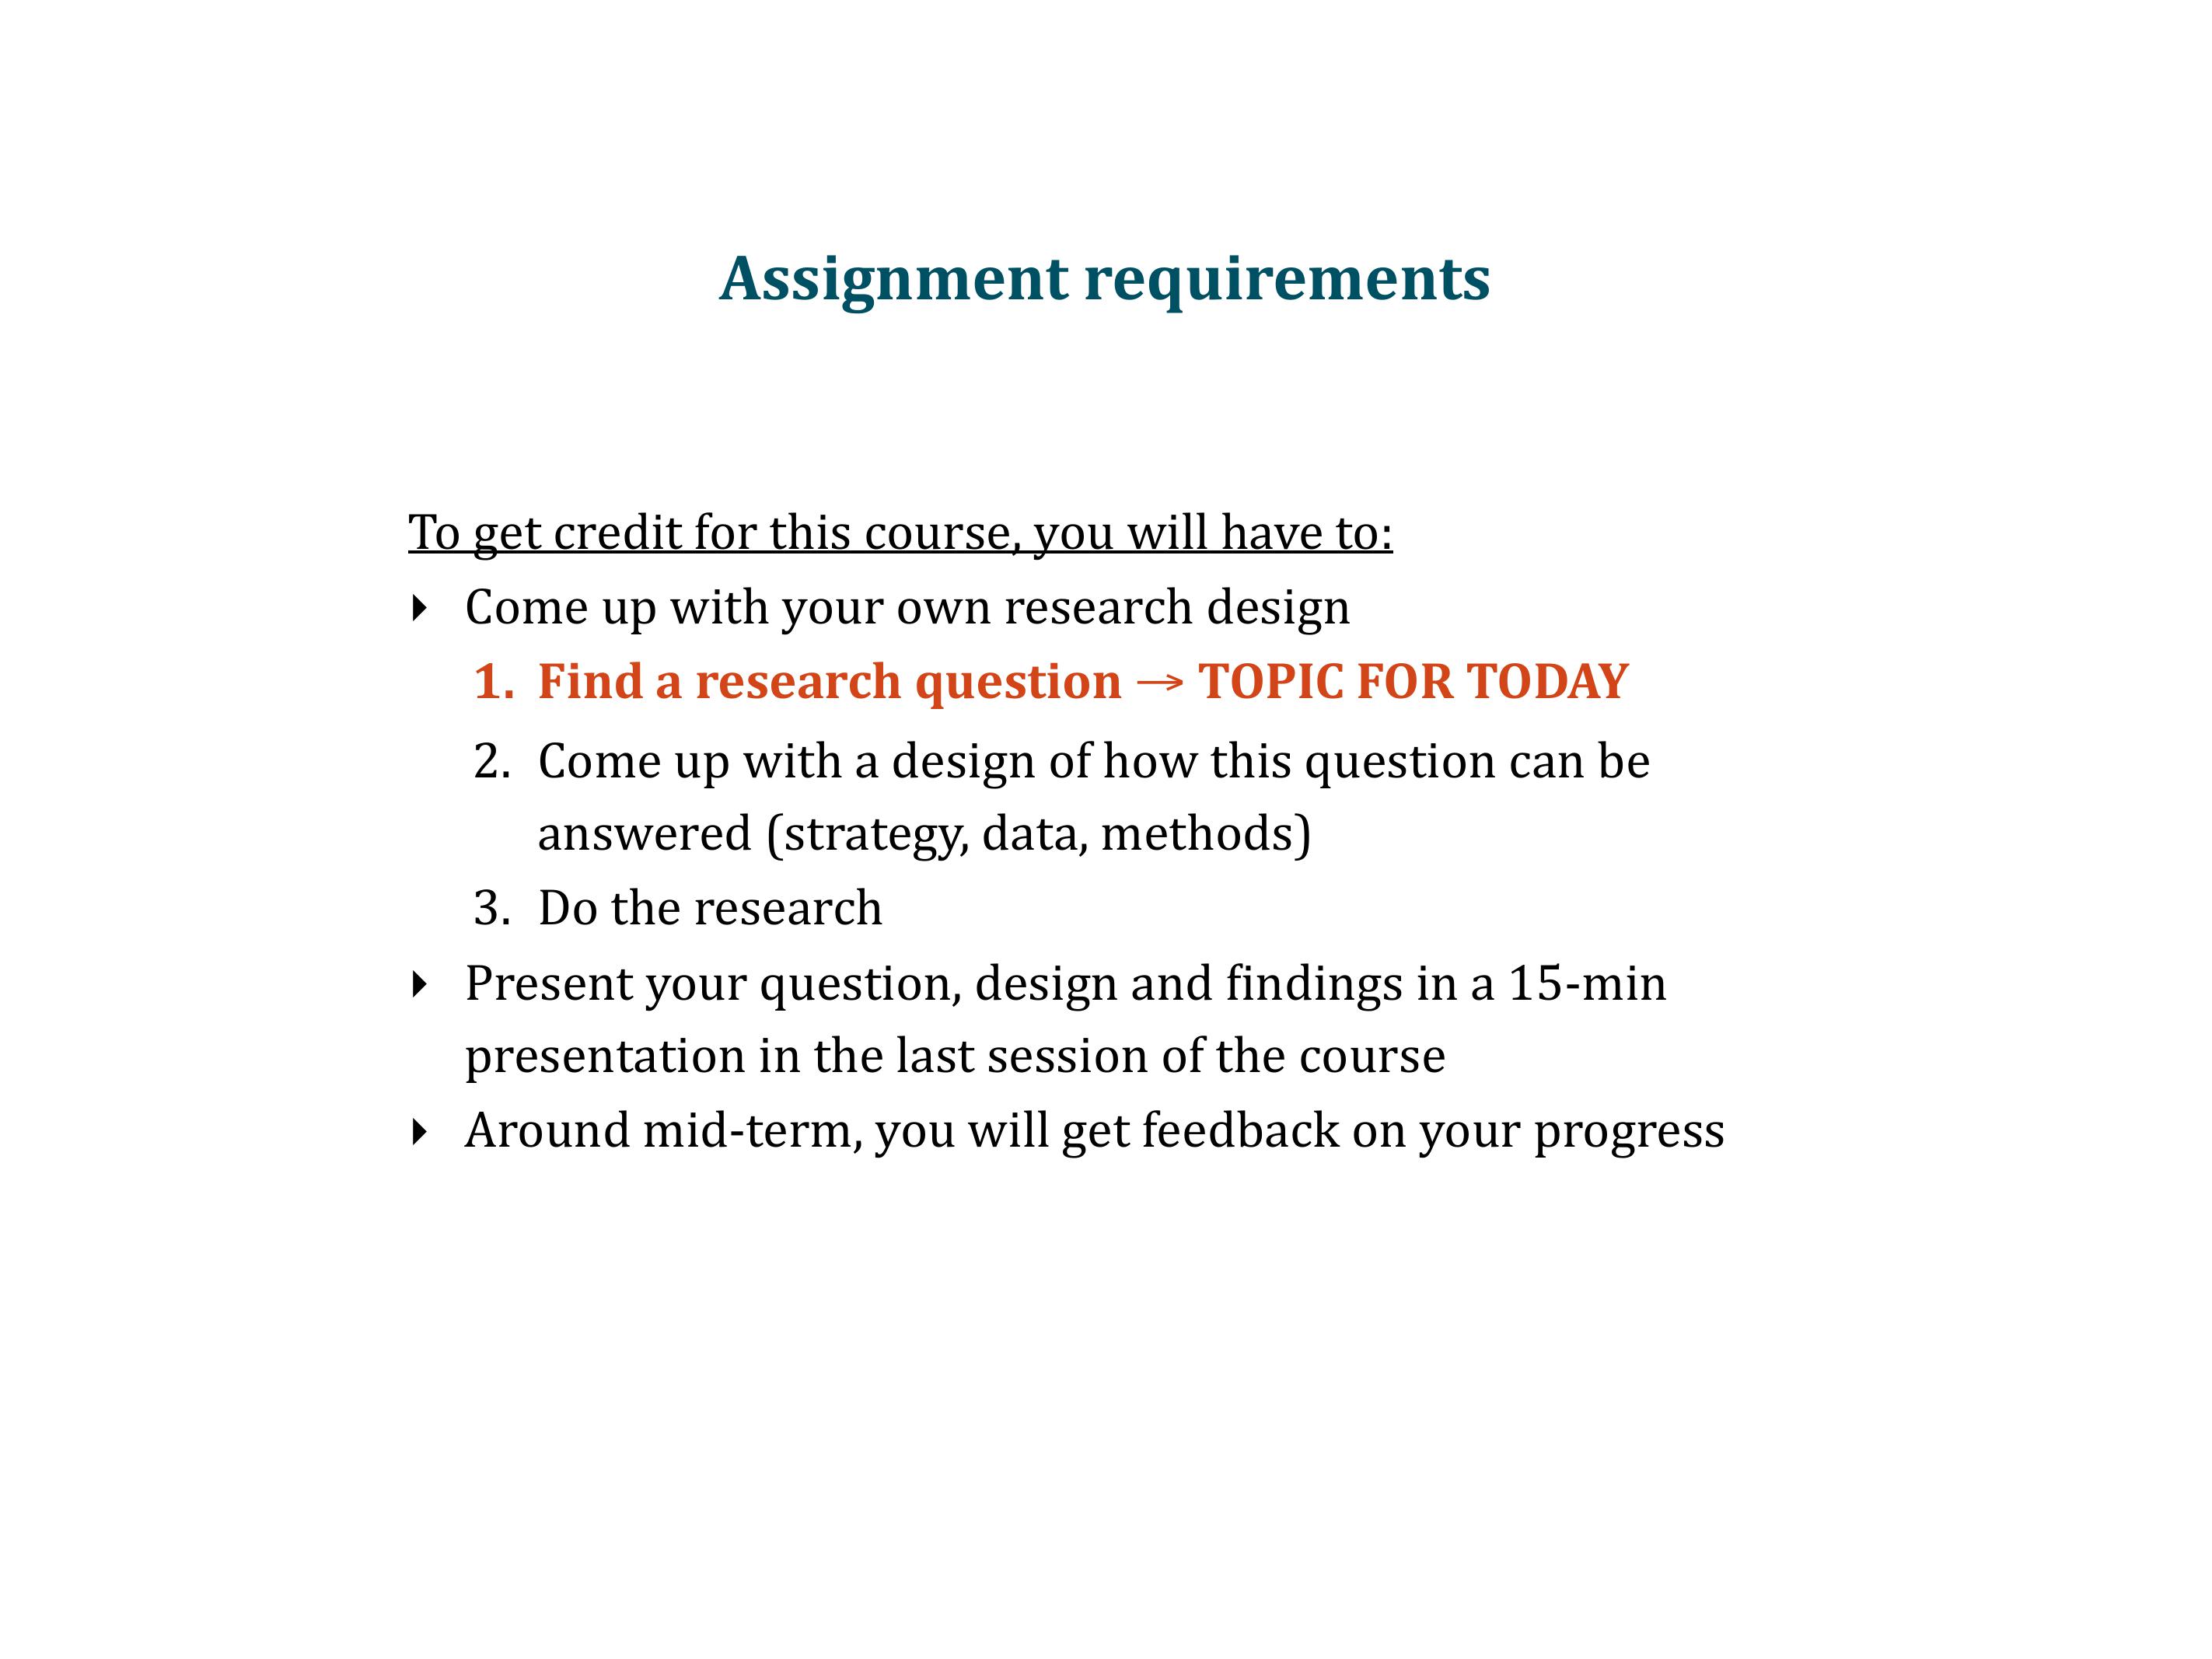 Assignment requirements
To get credit for this course, you will have to:
Come up with your own research design
1. Find a research question → TOPIC FOR TODAY
2. Come up with a design of how this question can be
answered (strategy, data, methods)
3. Do the research
Present your question, design and findings in a 15-min
presentation in the last session of the course
Around mid-term, you will get feedback on your progress